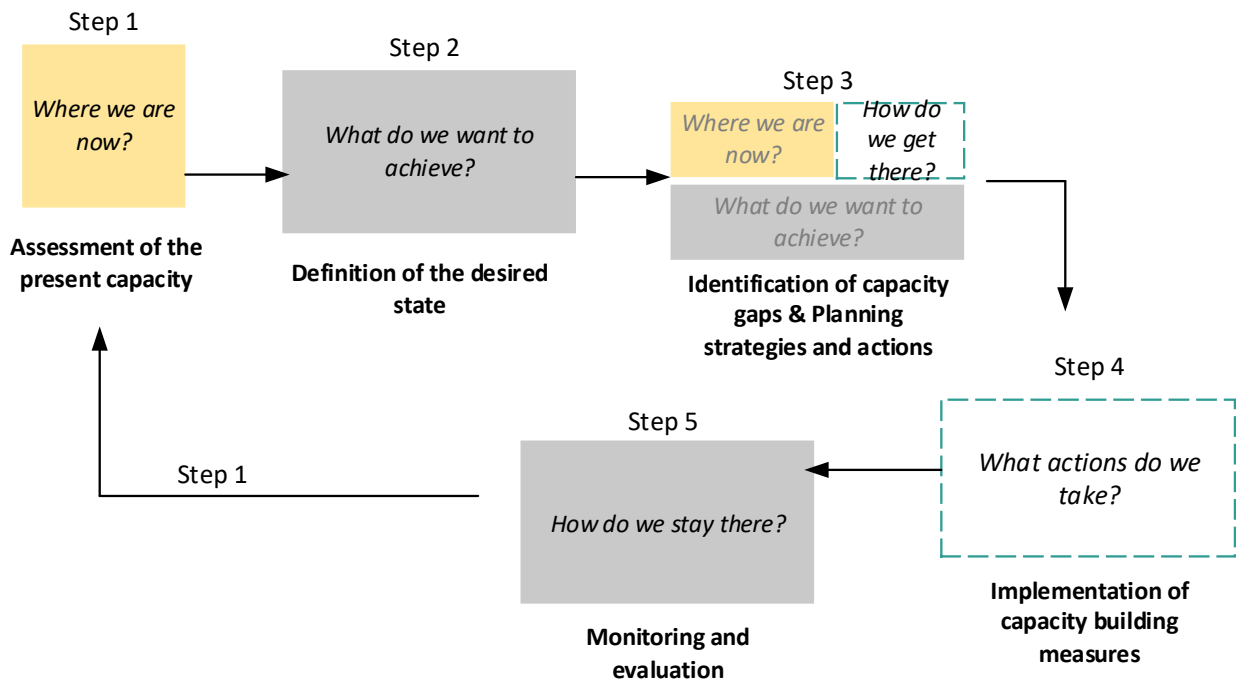 Step 1
Where we are
now?
Assessment of the
present capacity
Step 2
What do we want to
achieve?
Definition of the desired
state
Step 3
Where we are
now?
How do
we get
there?
What do we want to
achieve?
Identification of capacity
gaps & Planning
strategies and actions
Step 4
What actions do we
take?
Implementation of
capacity building
measures
Step 5
How do we stay there?
Monitoring and
evaluation
Step 1